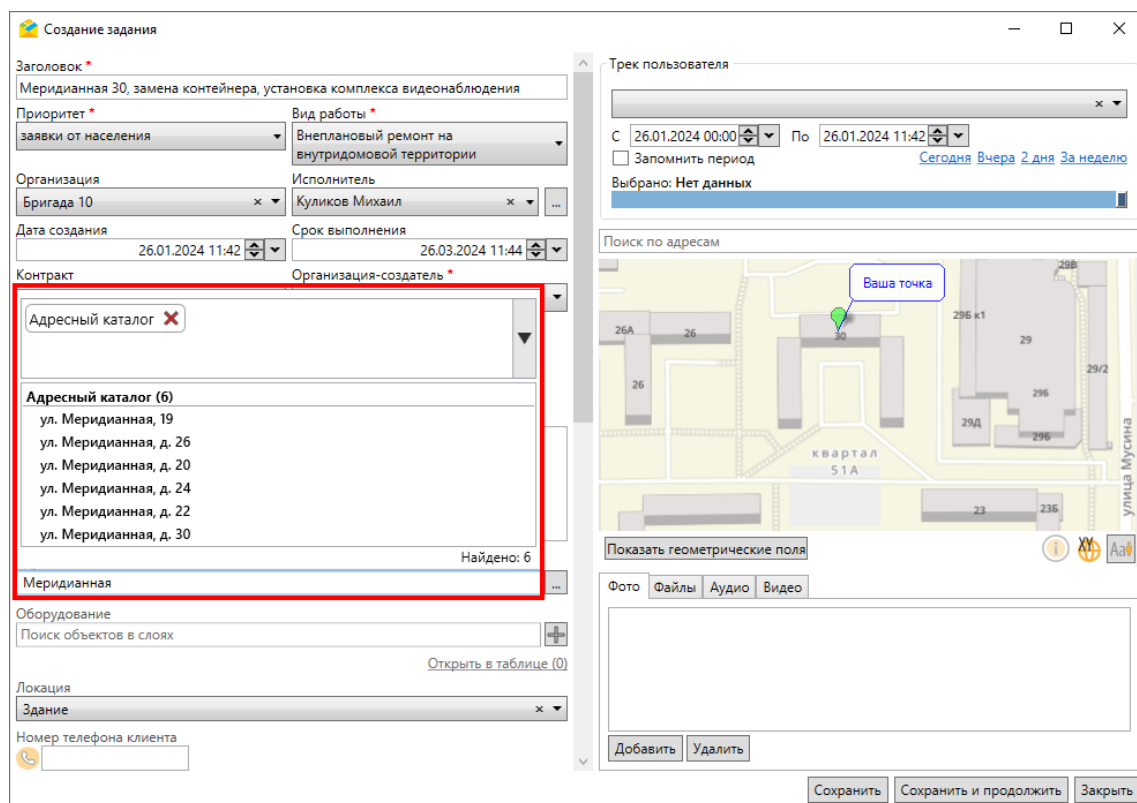 Создание задания
Заголовок *
Меридианная 30, замена контейнера, установка комплекса видеонаблюдения
Приоритет *
Вид работы *
заявки от населения
Внеплановый ремонт на
внутридомовой территории
Организация
Исполнитель
Бригада 10
Куликов Михаил
...
Дата создания
Срок выполнения
26.01.2024 11:42
26.03.2024 11:44
Контракт
Организация-создатель *
Адресный каталог
Адресный каталог (6)
ул. Меридианная, 19
ул. Меридианная, д. 26
ул. Меридианная, д. 20
ул. Меридианная, д. 24
ул. Меридианная, д. 22
ул. Меридианная, д. 30
Найдено: 6
Меридианная
...
Оборудование
Поиск объектов в слоях
Открыть в таблице (0)
Локация
Здание
Номер телефона клиента
Трек пользователя
С 26.01.2024 00:00 По 26.01.2024 11:42
Запомнить период
Сегодня Вчера 2 дня За неделю
Выбрано: Нет данных
Поиск по адресам
Ваша точка
29В
29Б к1
26А
26
30
29
29/2
26
29Б
29Д
29Б
квартал
51А
улица Мусина
23
23Б
Показать геометрические поля
XY
Aa
Фото Файлы Аудио Видео
Добавить Удалить
Сохранить Сохранить и продолжить Закрыть